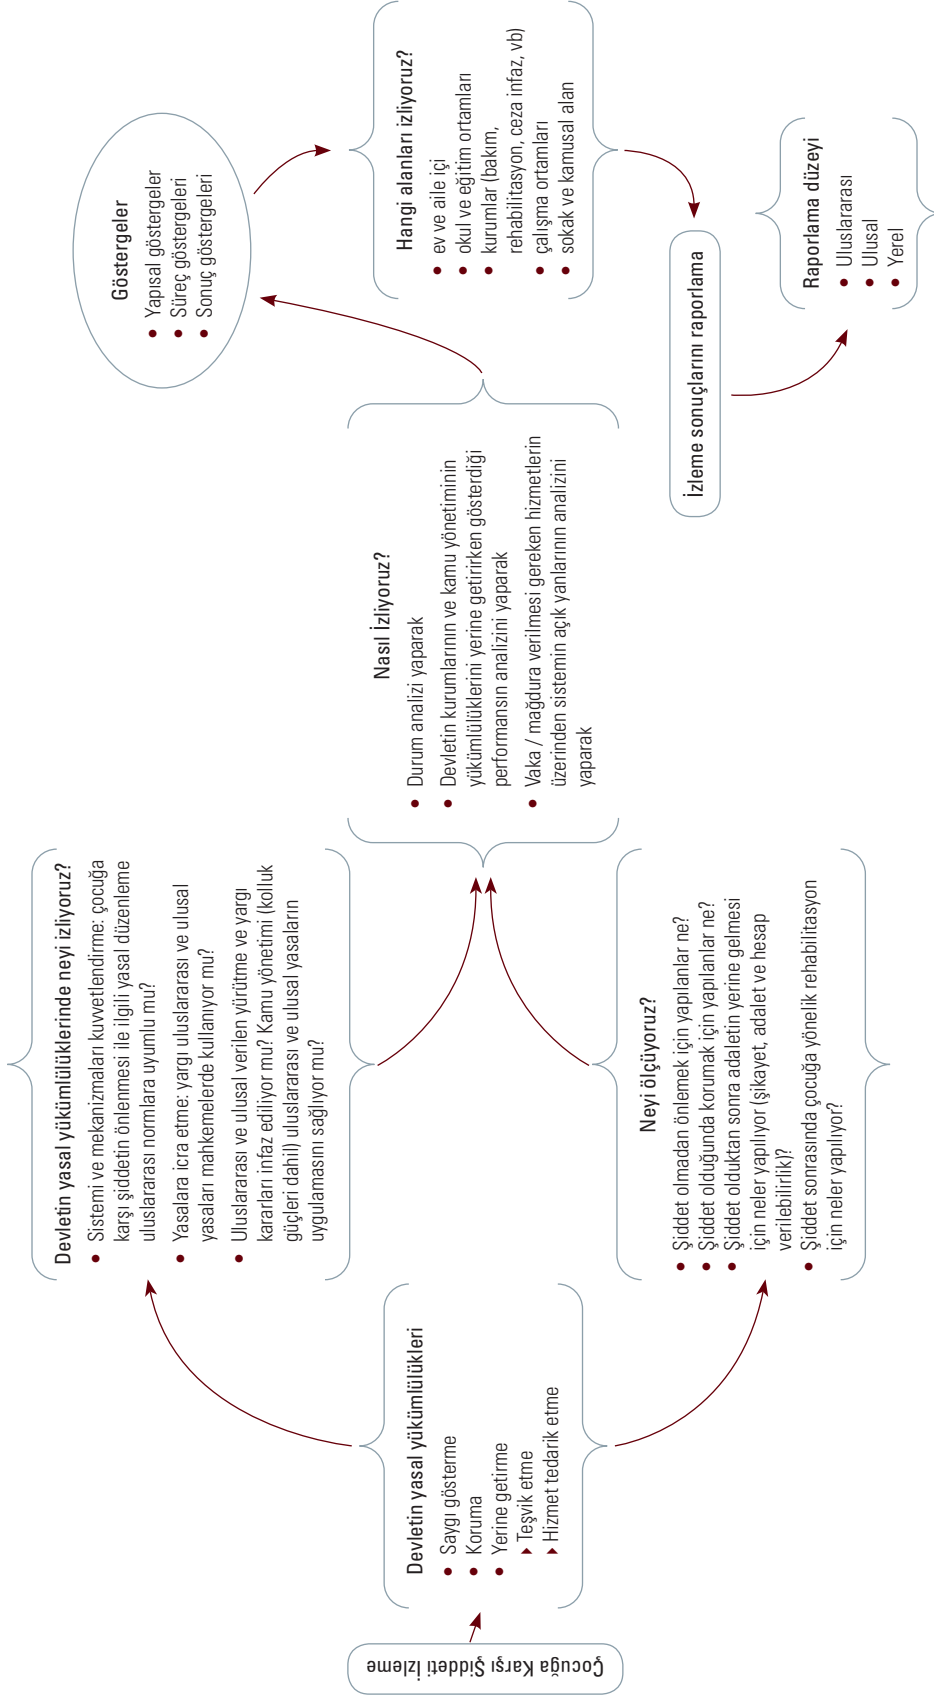 Çocuğa Karşı Şiddeti İzleme
Devletin yasal yükümlülükleri
• Saygı gösterme
• Koruma
• Yerine getirme
▸ Teşvik etme
▸ Hizmet tedarik etme
Devletin yasal yükümlülüklerinde neyi izliyoruz?
• Sistemi ve mekanizmaları kuvvetlendirme: çocuğa
karşı şiddetin önlenmesi ile ilgili yasal düzenleme
uluslararası normlara uyumlu mu?
• Yasalara icra etme: yargı uluslararası ve ulusal
yasaları mahkemelerde kullanıyor mu?
• Uluslararası ve ulusal verilen yürütme ve yargı
kararları infaz ediliyor mu? Kamu yönetimi (kolluk
güçleri dahil) uluslararası ve ulusal yasaların
uygulamasını sağlıyor mu?
Neyi ölçüyoruz?
• Şiddet olmadan önlemek için yapılanlar ne?
• Şiddet olduğunda korumak için yapılanlar ne?
• Şiddet olduktan sonra adaletin yerine gelmesi
için neler yapılıyor (şikayet, adalet ve hesap
verilebilirlik)?
• Şiddet sonrasında çocuğa yönelik rehabilitasyon
için neler yapılıyor?
Nasıl İzliyoruz?
• Durum analizi yaparak
• Devletin kurumlarının ve kamu yönetiminin
yükümlülüklerini yerine getirirken gösterdiği
performansın analizini yaparak
• Vaka / mağdura verilmesi gereken hizmetlerin
üzerinden sistemin açık yanlarının analizini
yaparak
Göstergeler
• Yapısal göstergeler
• Süreç göstergeleri
• Sonuç göstergeleri
Hangi alanları izliyoruz?
• ev ve aile içi
• okul ve eğitim ortamları
• kurumlar (bakım,
rehabilitasyon, ceza infaz, vb)
• çalışma ortamları
• sokak ve kamusal alan
İzleme sonuçlarını raporlama
Raporlama düzeyi
• Uluslararası
• Ulusal
• Yerel